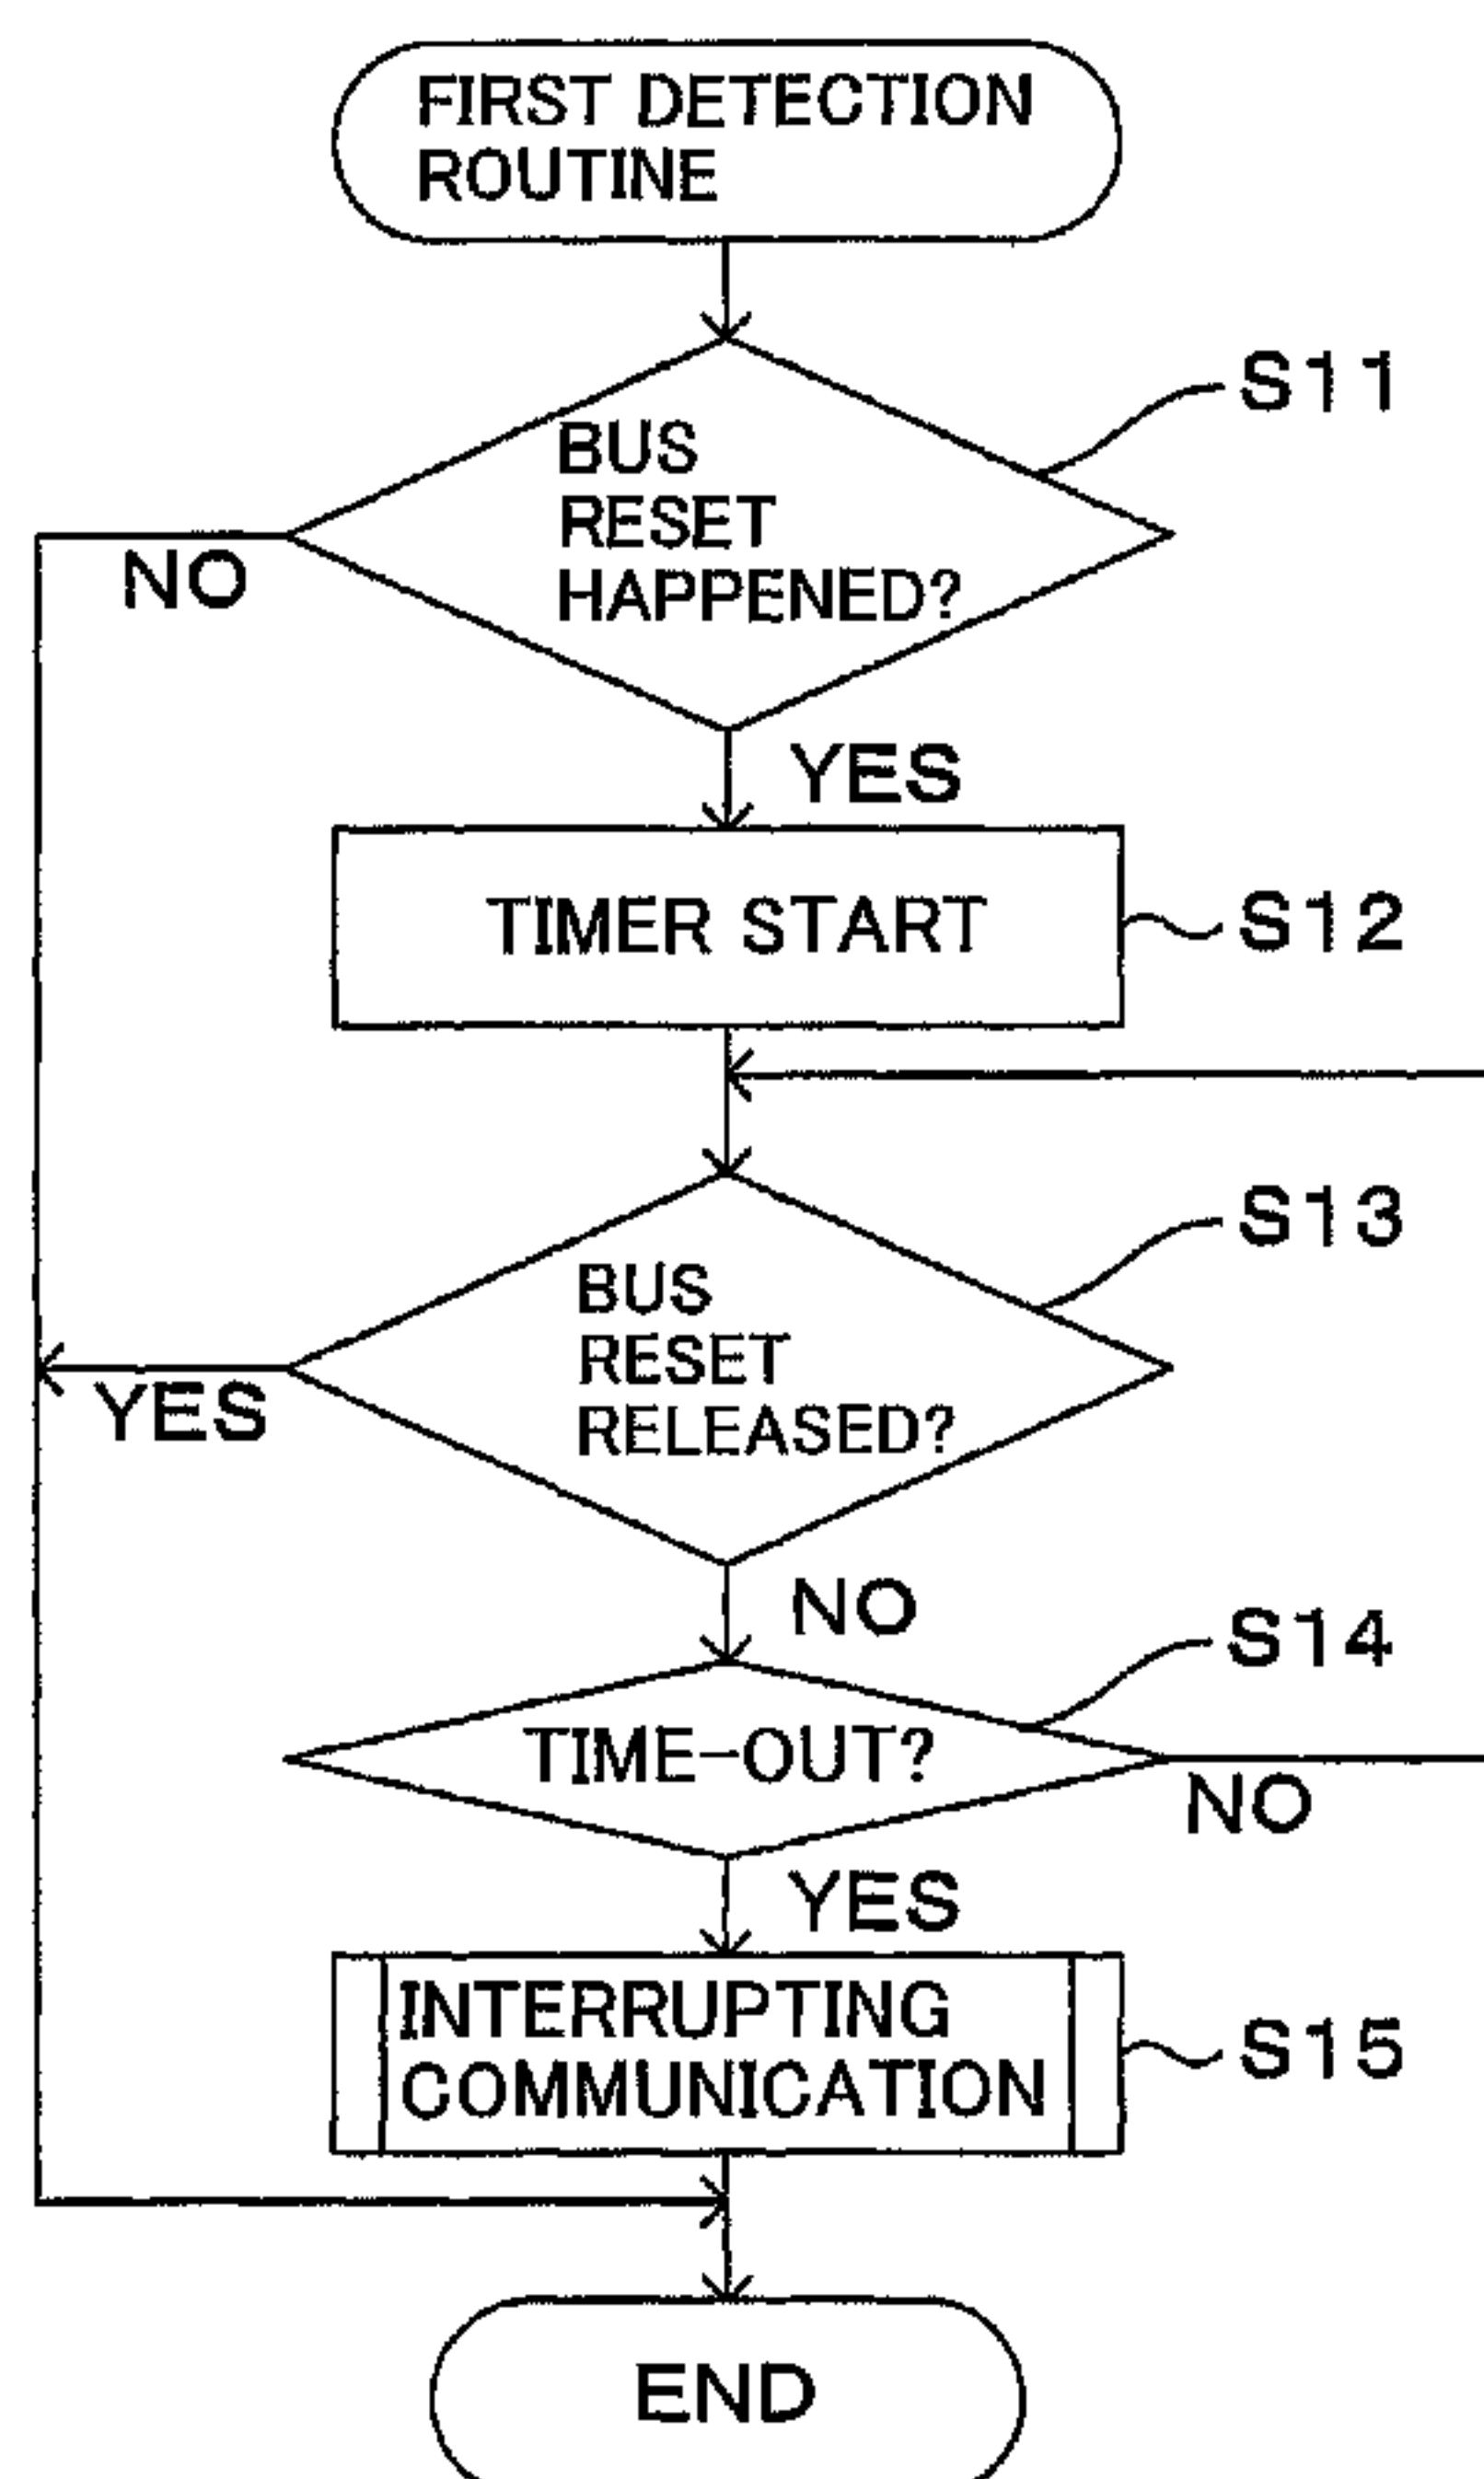 FIRST DETECTION
ROUTINE
S11
BUS
RESET
HAPPENED?
NO
YES
TIMER START
S12
S13
BUS
RESET
RELEASED?
YES
NO
S14
TIME-OUT?
NO
YES
INTERRUPTING
COMMUNICATION
S15
END